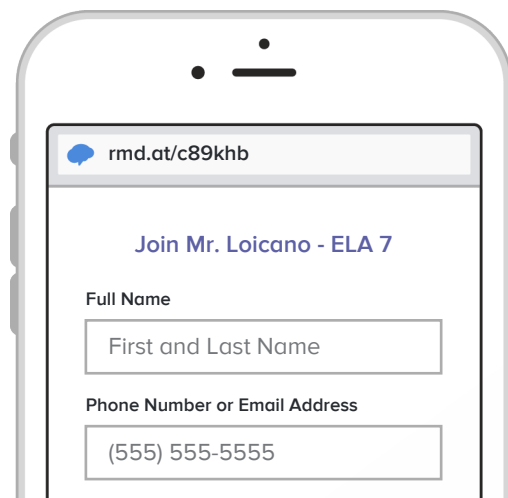 rmd.at/c89khb
Join Mr. Loicano - ELA 7
Full Name
First and Last Name
Phone Number or Email Address
(555) 555-5555